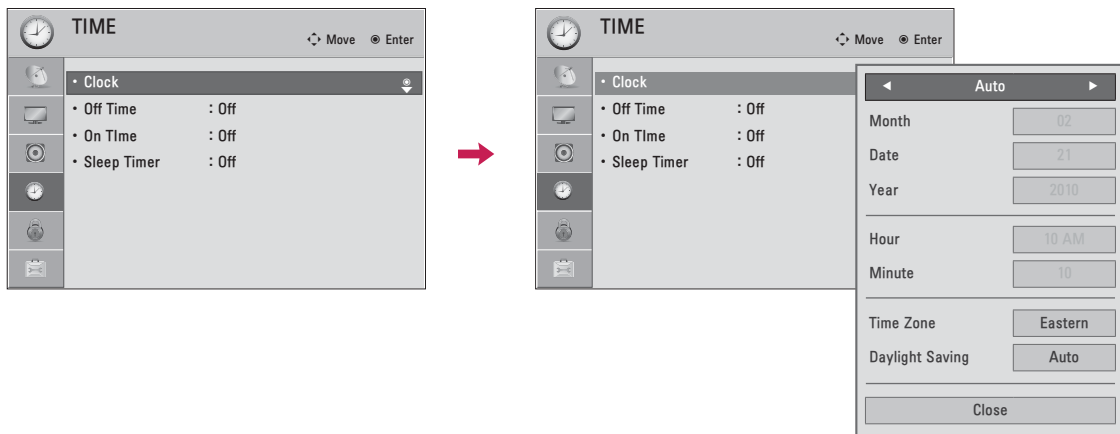 TIME
Move Enter
• Clock
• Off Time : Off
• On TIme : Off
• Sleep Timer : Off
TIME
Move Enter
• Clock
• Off Time : Off
• On TIme : Off
• Sleep Timer : Off
◄ Auto ►
Month 02
Date 21
Year 2010
Hour 10 AM
Minute 10
Time Zone Eastern
Daylight Saving Auto
Close